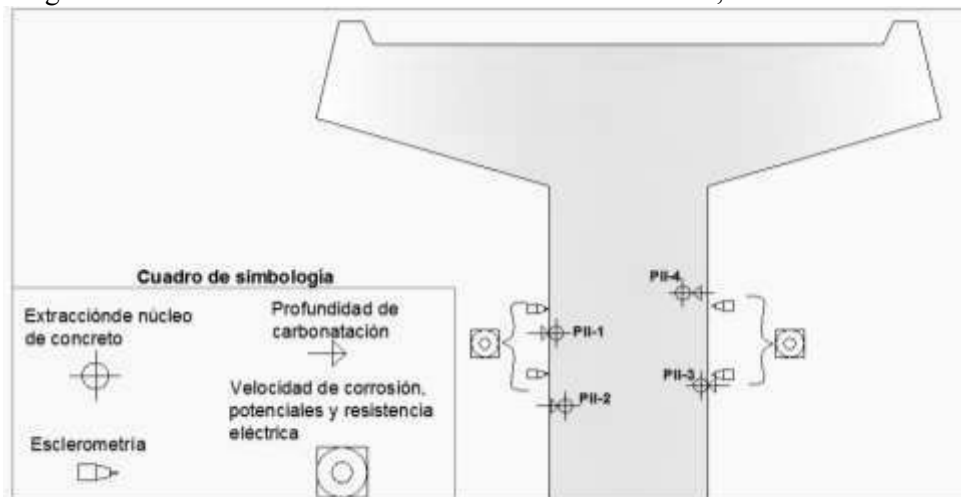 Cuadro de simbologia
Extracciónde núcleo
de concreto
Profundidad de
carbonatación
Velocidad de corrosión,
potenciales y resistencia
eléctrica
Esclerometría
PII-4
PII-1
PII-3
PII-2